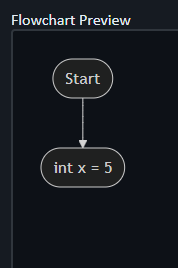 Flowchart Preview
Start
int x = 5